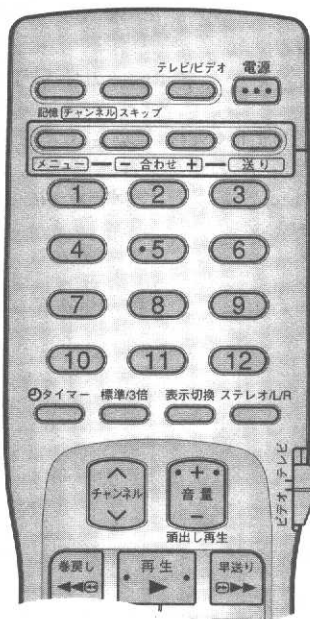 テレビ/ビデオ 電源
記憶 チャンネル スキップ
メニュー − 合わせ + 送り
1 2 3
4 5 6
7 8 9
10 11 12
タイマー 標準/3倍 表示切換 ステレオ/L/R
チャンネル + 音量 −
ビデオ テレビ
頭出し再生
巻戻し 再生 早送り